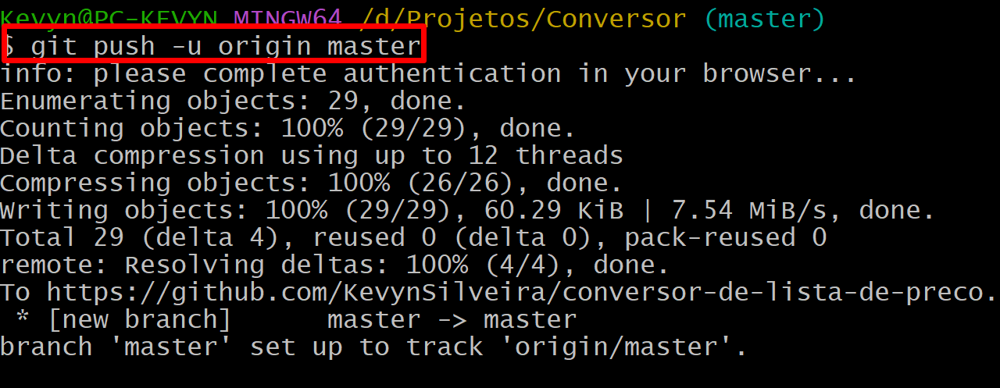 Kevyn@PC-KEVYN MINGW64 /d/Projetos/Conversor (master)
$ git push -u origin master
info: please complete authentication in your browser...
Enumerating objects: 29, done.
Counting objects: 100% (29/29), done.
Delta compression using up to 12 threads
Compressing objects: 100% (26/26), done.
Writing objects: 100% (29/29), 60.29 KiB | 7.54 MiB/s, done.
Total 29 (delta 4), reused 0 (delta 0), pack-reused 0
remote: Resolving deltas: 100% (4/4), done.
To https://github.com/KevynSilveira/conversor-de-lista-de-preco.
 * [new branch]      master -> master
branch 'master' set up to track 'origin/master'.